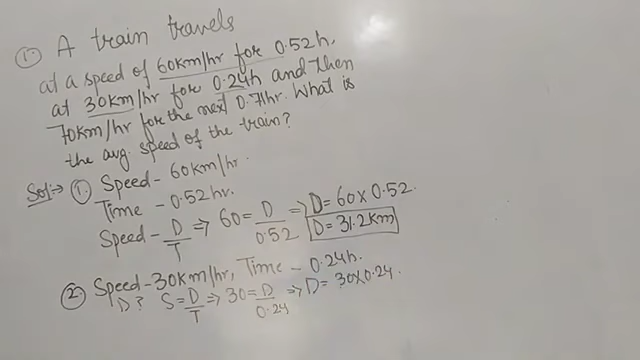 ① A train travels
at a speed of 60km/hr for 0.52h,
at 30km/hr for 0.24h and then
70km/hr for the next 0.71hr. What is
the avg. speed of the train?
Sol:→ ① Speed - 60km/hr.
Time - 0.52hr.
Speed - D/T ⇒ 60 = D/0.52 ⇒ D = 60 × 0.52.
D = 31.2km
② Speed - 30km/hr, Time - 0.24h.
D? S = D/T ⇒ 30 = D/0.24 ⇒ D = 30×0.24.